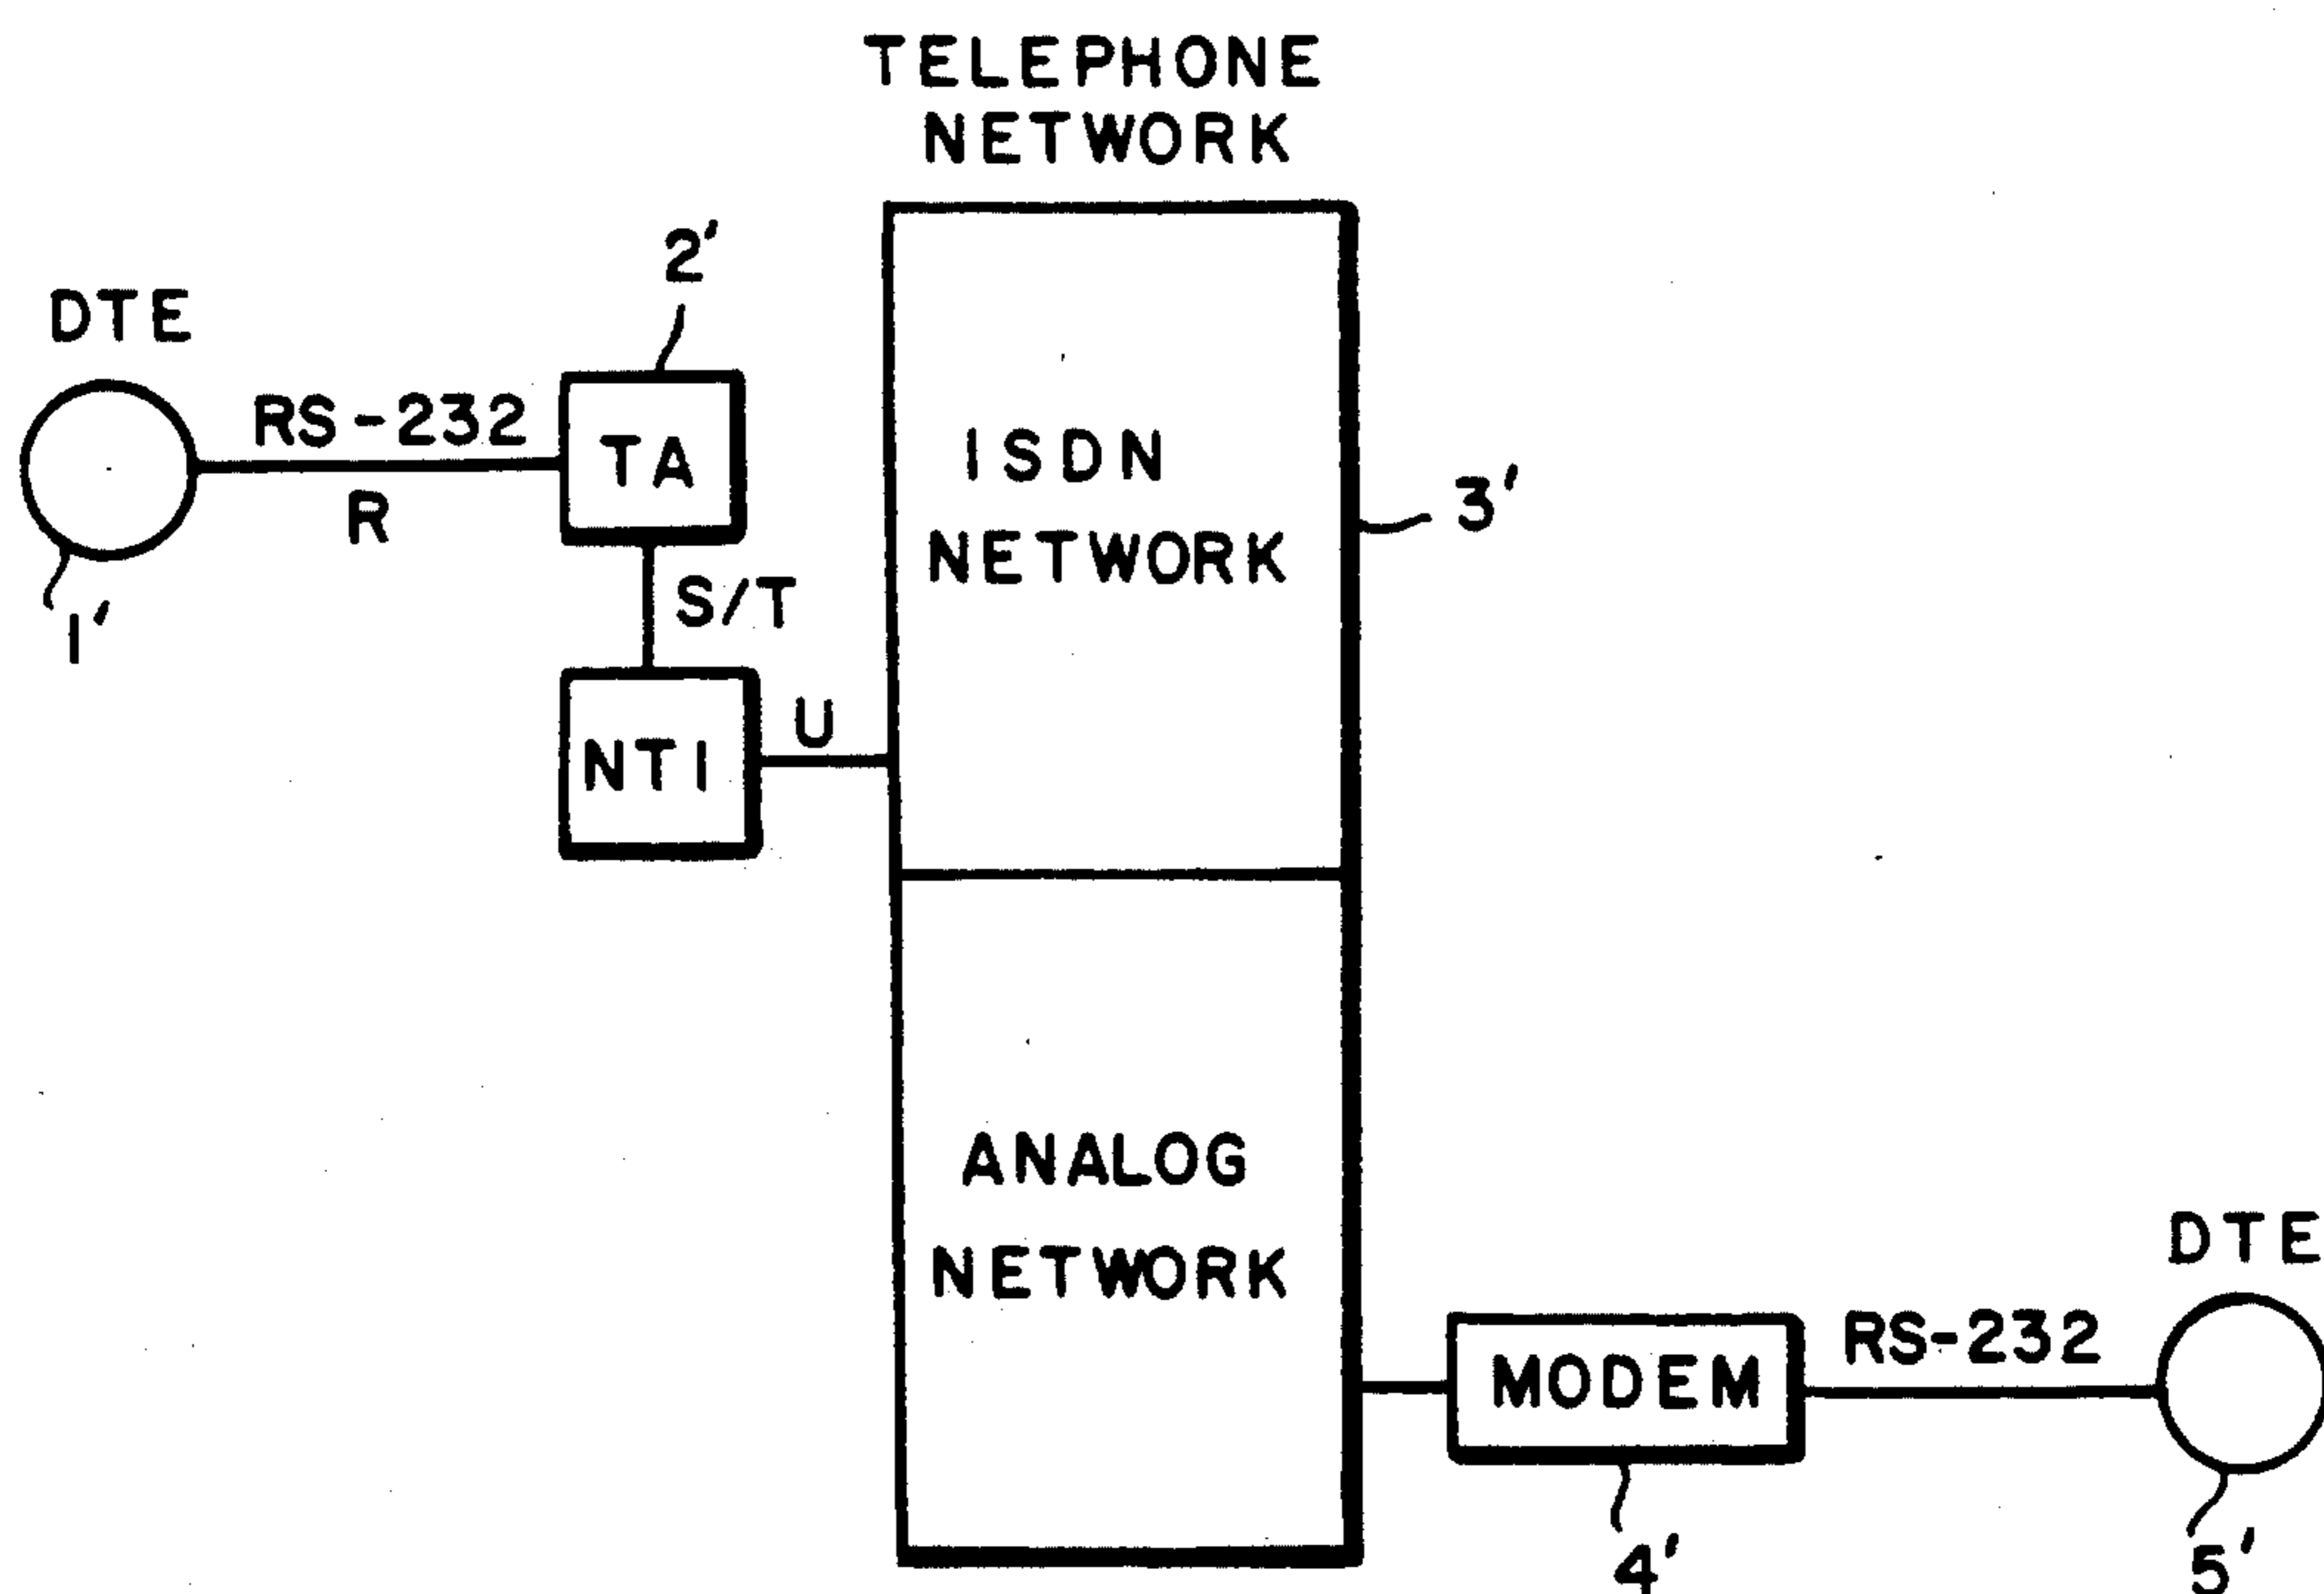 TELEPHONE
NETWORK
2'
DTE
RS-232
TA
R
1'
S/T
NT1
U
ISDN
NETWORK
3'
ANALOG
NETWORK
DTE
MODEM
RS-232
4'
5'